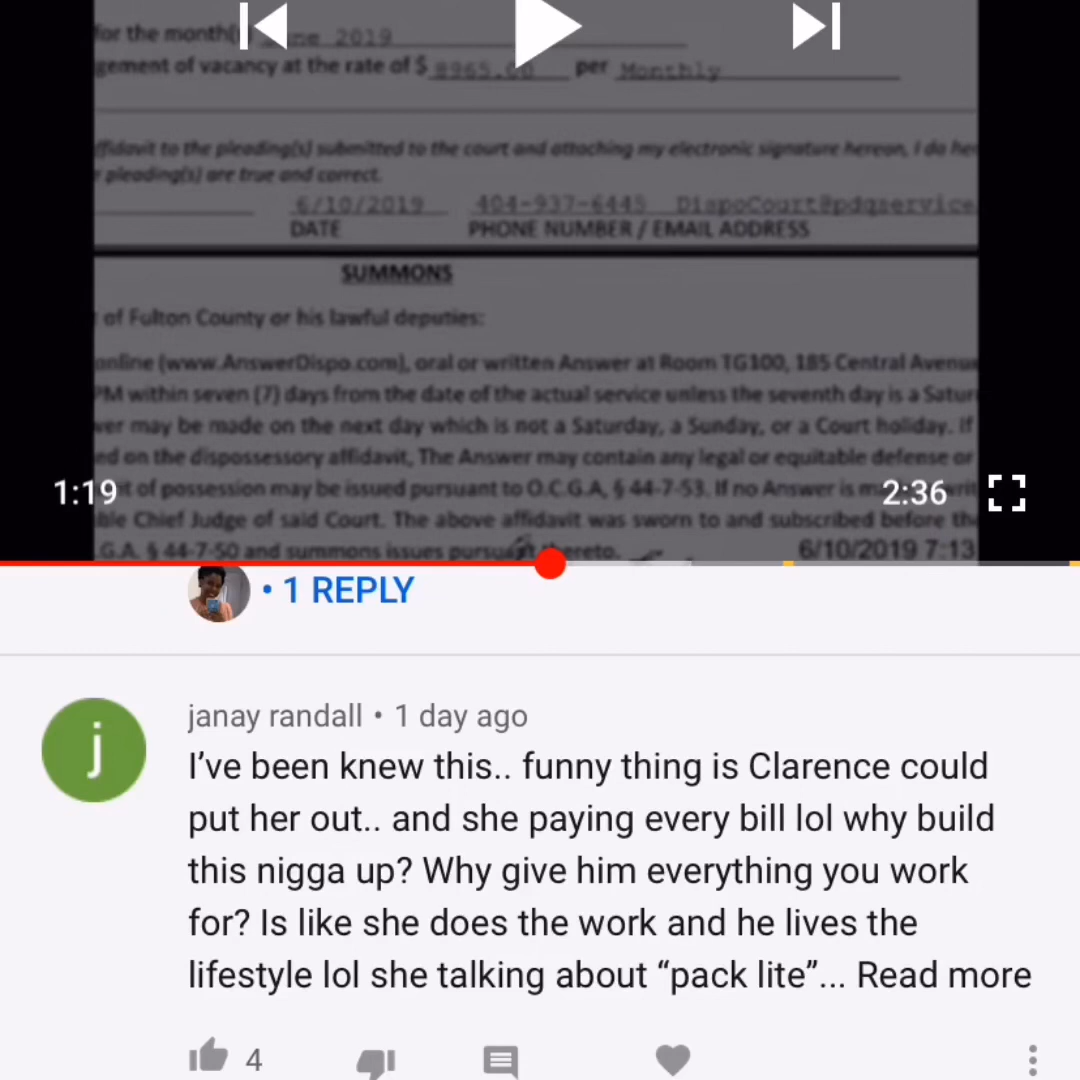 for the month(
ne 2019
gement of vacancy at the rate of $ 8965.00 per Monthly
ffidavit to the pleading(s) submitted to the court and attaching my electronic signature hereon, I do her
pleading(s) are true and correct.
6/10/2019 404-937-6445 DispoCourt@pdqservice
DATE PHONE NUMBER / EMAIL ADDRESS
SUMMONS
of Fulton County or his lawful deputies:
online (www.AnswerDispo.com), oral or written Answer at Room TG100, 185 Central Avenue
PM within seven (7) days from the date of the actual service unless the seventh day is a Satur
wer may be made on the next day which is not a Saturday, a Sunday, or a Court holiday. If
ed on the dispossessory affidavit, The Answer may contain any legal or equitable defense or
1:19 t of possession may be issued pursuant to O.C.G.A. § 44-7-53. If no Answer is m 2:36 writ
ble Chief Judge of said Court. The above affidavit was sworn to and subscribed before th
.G.A. § 44-7-50 and summons issues pursuant thereto. 6/10/2019 7:13
• 1 REPLY
j
janay randall • 1 day ago
I’ve been knew this.. funny thing is Clarence could
put her out.. and she paying every bill lol why build
this nigga up? Why give him everything you work
for? Is like she does the work and he lives the
lifestyle lol she talking about “pack lite”... Read more
4